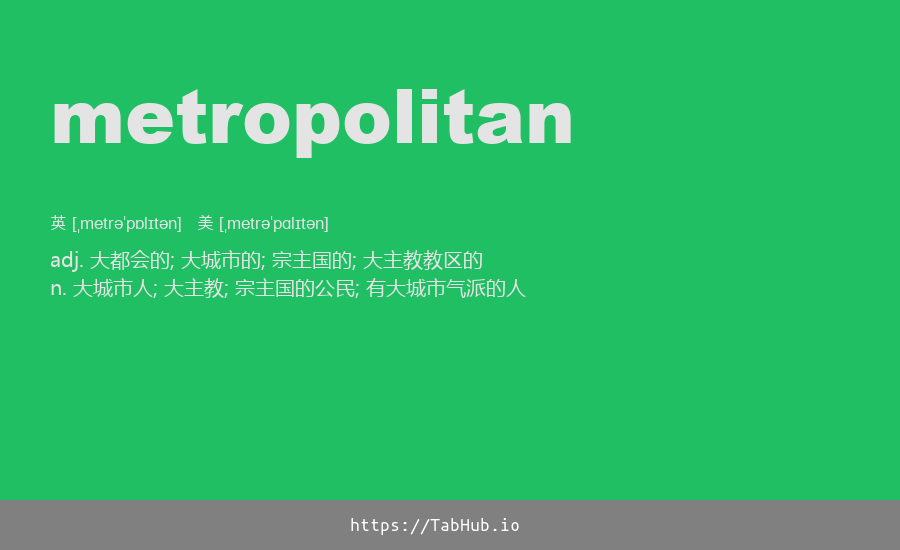 metropolitan
英 [ˌmetrəˈpɒlɪtən] 美 [ˌmetrəˈpɑlɪtən]
adj. 大都会的; 大城市的; 宗主国的; 大主教教区的
n. 大城市人; 大主教; 宗主国的公民; 有大城市气派的人
https://TabHub.io